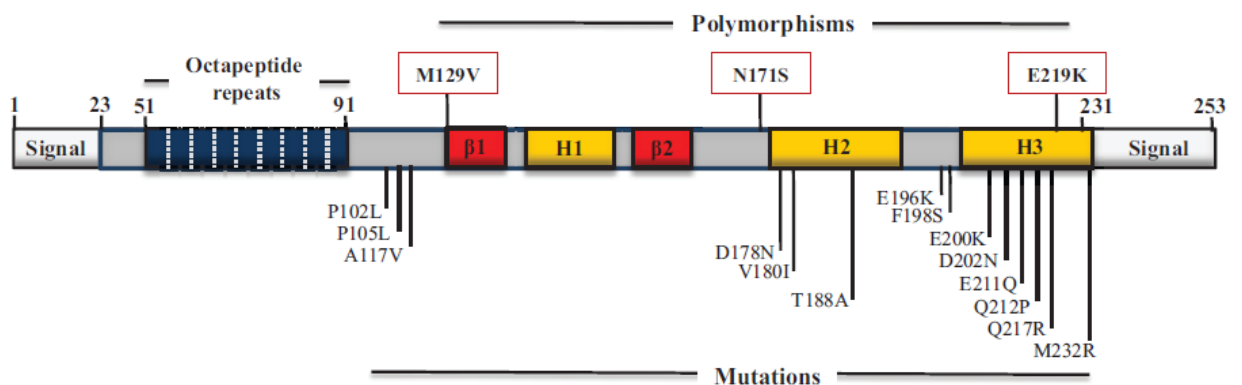 Polymorphisms
Octapeptide
repeats
M129V
N171S
E219K
1
23
51
91
231
253
Signal
β1
H1
β2
H2
H3
Signal
P102L
P105L
A117V
D178N
V180I
T188A
E196K
F198S
E200K
D202N
E211Q
Q212P
Q217R
M232R
Mutations